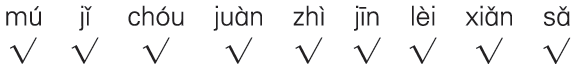 mú jǐ chóu juàn zhì jīn lèi xiǎn sǎ
√ √ √ √ √ √ √ √ √